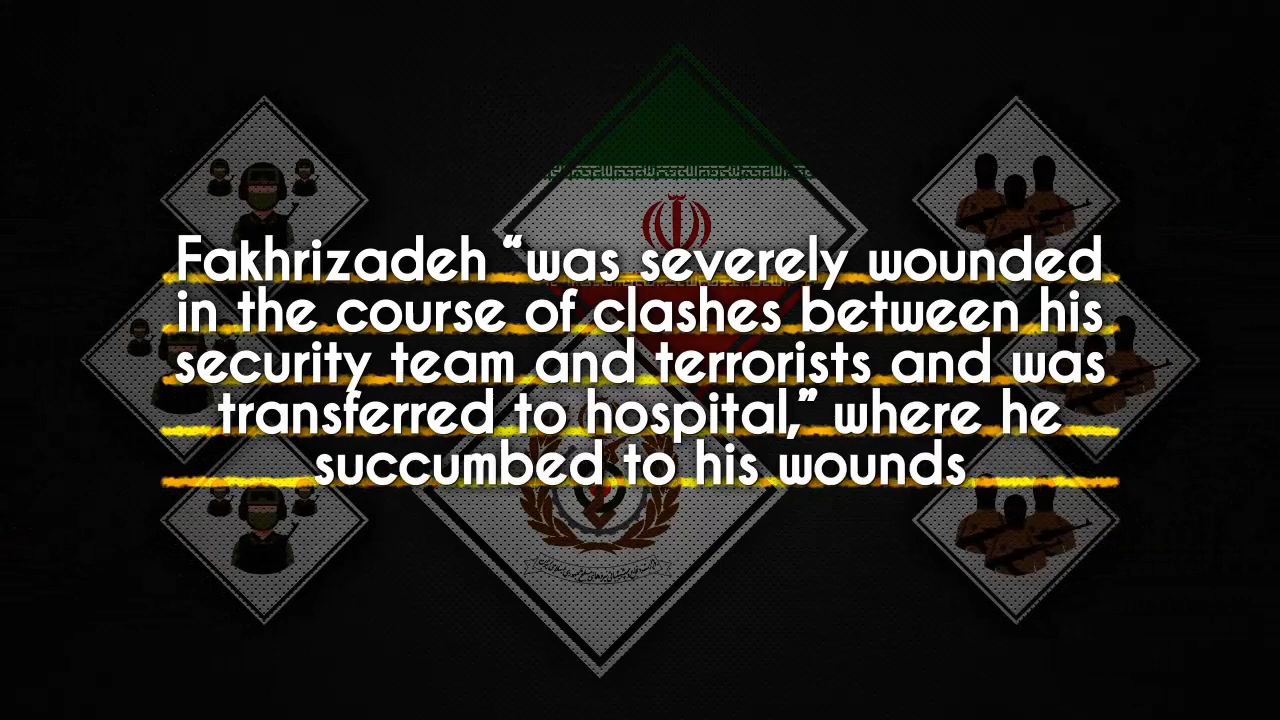 Fakhrizadeh “was severely wounded
in the course of clashes between his
security team and terrorists and was
transferred to hospital,” where he
succumbed to his wounds